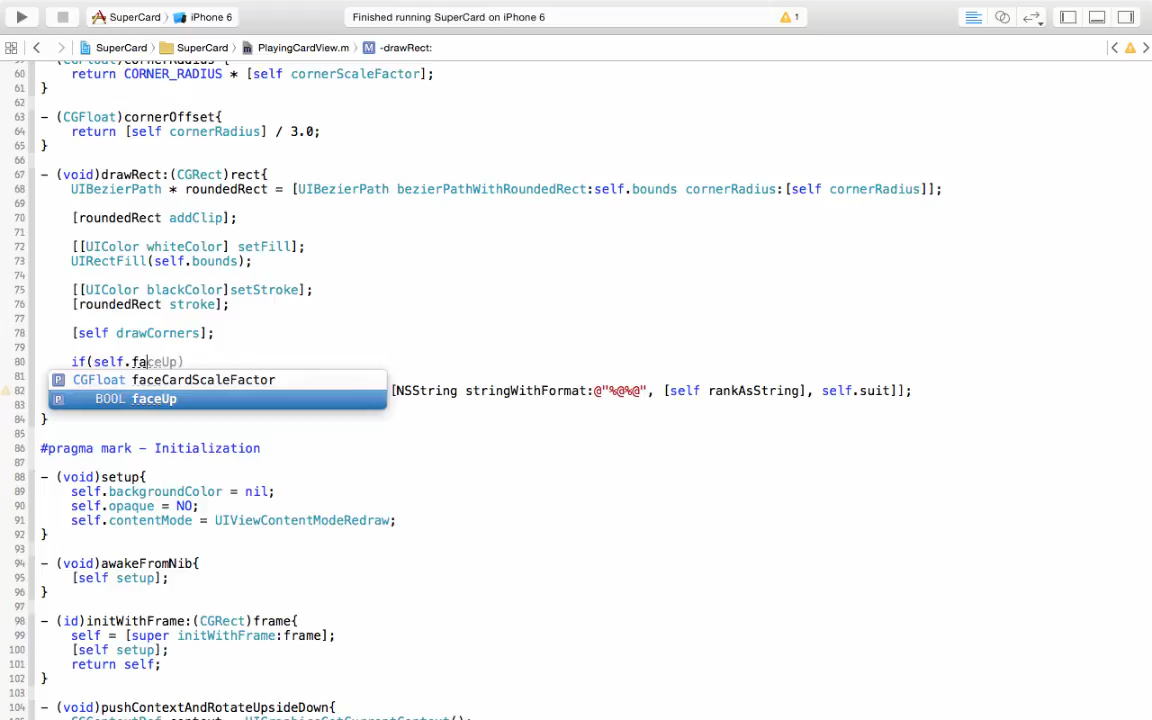 SuperCard > iPhone 6
Finished running SuperCard on iPhone 6
1
SuperCard > SuperCard > PlayingCardView.m > M -drawRect:
60 return CORNER_RADIUS * [self cornerScaleFactor];
61 }
62
63 - (CGFloat)cornerOffset{
64 return [self cornerRadius] / 3.0;
65 }
66
67 - (void)drawRect:(CGRect)rect{
68 UIBezierPath * roundedRect = [UIBezierPath bezierPathWithRoundedRect:self.bounds cornerRadius:[self cornerRadius]];
69
70 [roundedRect addClip];
71
72 [[UIColor whiteColor] setFill];
73 UIRectFill(self.bounds);
74
75 [[UIColor blackColor]setStroke];
76 [roundedRect stroke];
77
78 [self drawCorners];
79
80 if(self.faceUp)
81 P CGFloat faceCardScaleFactor
82 [NSString stringWithFormat:@"%@%@", [self rankAsString], self.suit]];
83 P BOOL faceUp
84 }
85
86 #pragma mark - Initialization
87
88 - (void)setup{
89 self.backgroundColor = nil;
90 self.opaque = NO;
91 self.contentMode = UIViewContentModeRedraw;
92 }
93
94 - (void)awakeFromNib{
95 [self setup];
96 }
97
98 - (id)initWithFrame:(CGRect)frame{
99 self = [super initWithFrame:frame];
100 [self setup];
101 return self;
102 }
103
104 - (void)pushContextAndRotateUpsideDown{